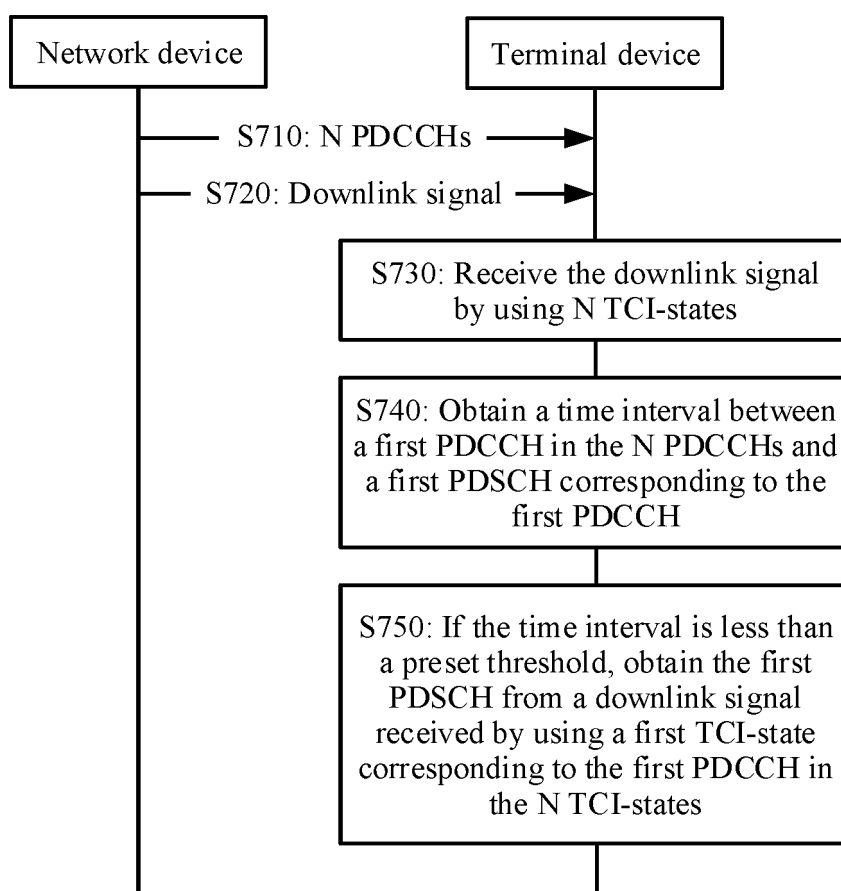 Network device
Terminal device
S710: N PDCCHs
S720: Downlink signal
S730: Receive the downlink signal
by using N TCI-states
S740: Obtain a time interval between
a first PDCCH in the N PDCCHs and
a first PDSCH corresponding to the
first PDCCH
S750: If the time interval is less than
a preset threshold, obtain the first
PDSCH from a downlink signal
received by using a first TCI-state
corresponding to the first PDCCH in
the N TCI-states